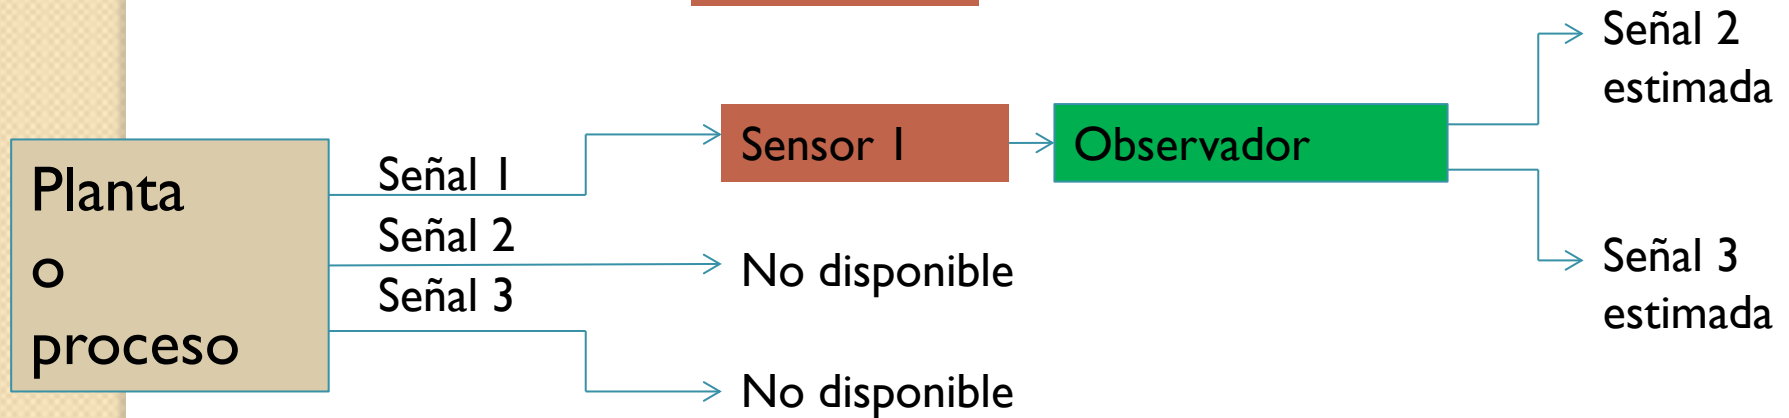 Señal 2
estimada
Sensor 1
Observador
Planta
o
proceso
Señal 1
Señal 2
Señal 3
No disponible
No disponible
Señal 3
estimada